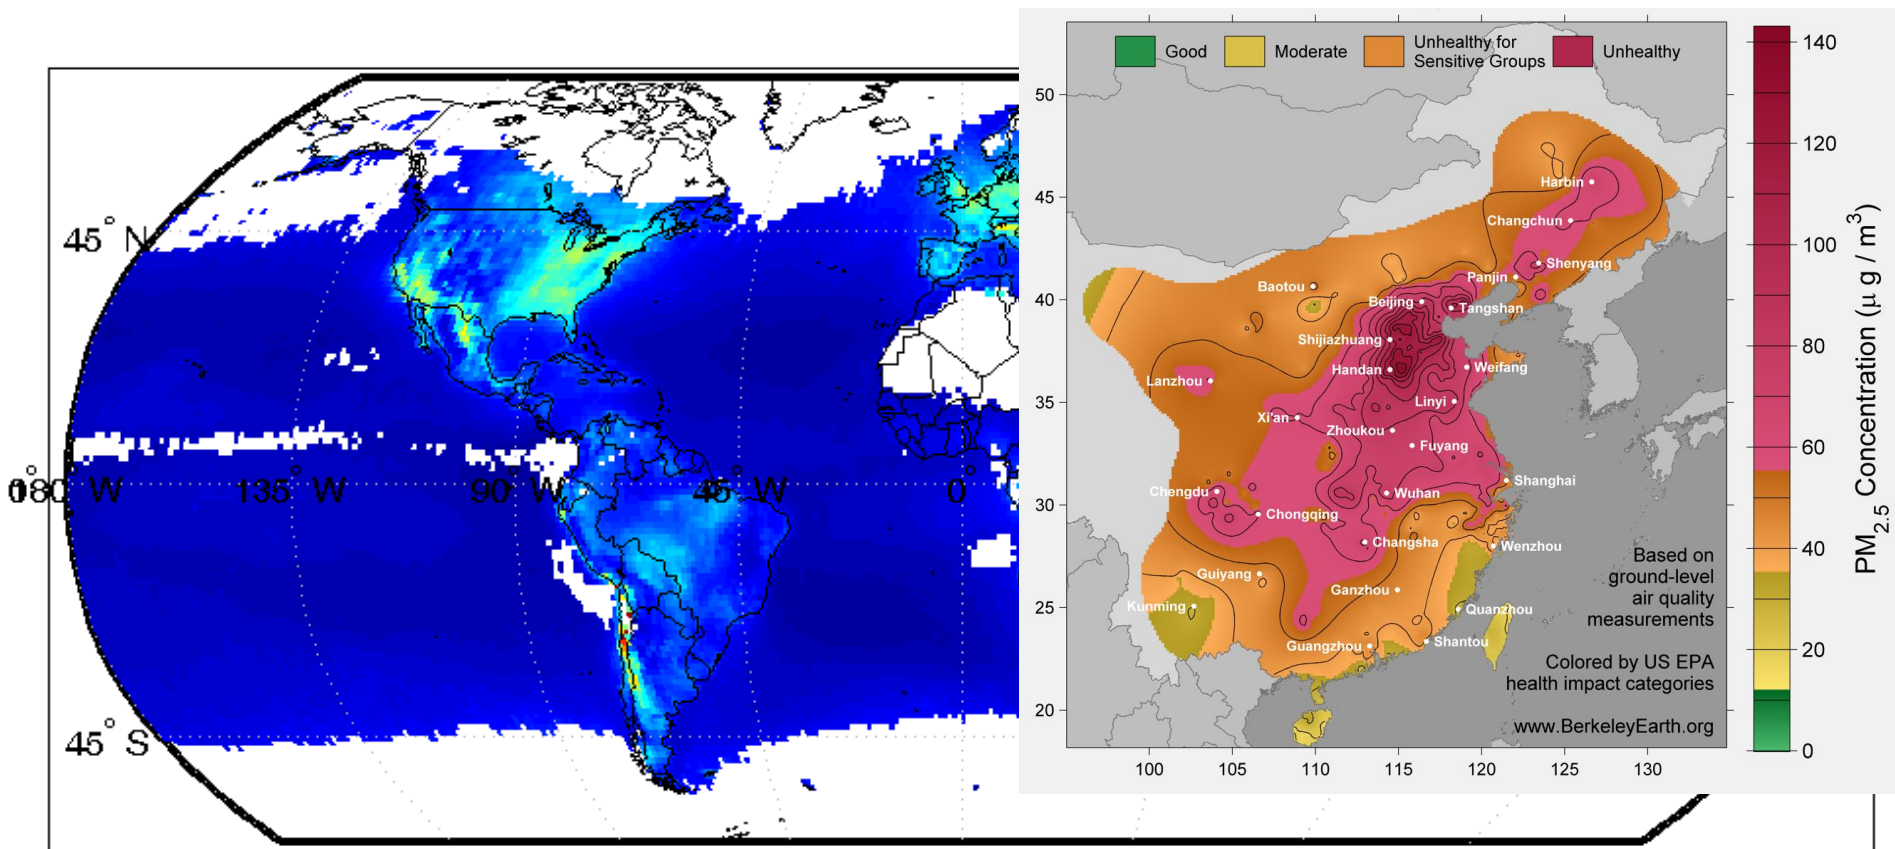 45° N
180° W
135° W
90° W
45° W
0°
0
45° S
Good
Moderate
Unhealthy for
Sensitive Groups
Unhealthy
50
45
40
35
30
25
20
100
105
110
115
120
125
130
Harbin
Changchun
Shenyang
Panjin
Baotou
Beijing
Tangshan
Shijiazhuang
Handan
Weifang
Lanzhou
Linyi
Xi'an
Zhoukou
Fuyang
Shanghai
Chengdu
Wuhan
Chongqing
Changsha
Wenzhou
Guiyang
Ganzhou
Kunming
Quanzhou
Guangzhou
Shantou
Based on
ground-level
air quality
measurements
Colored by US EPA
health impact categories
www.BerkeleyEarth.org
140
120
100
80
60
40
20
0
PM2.5 Concentration (μ g / m3)